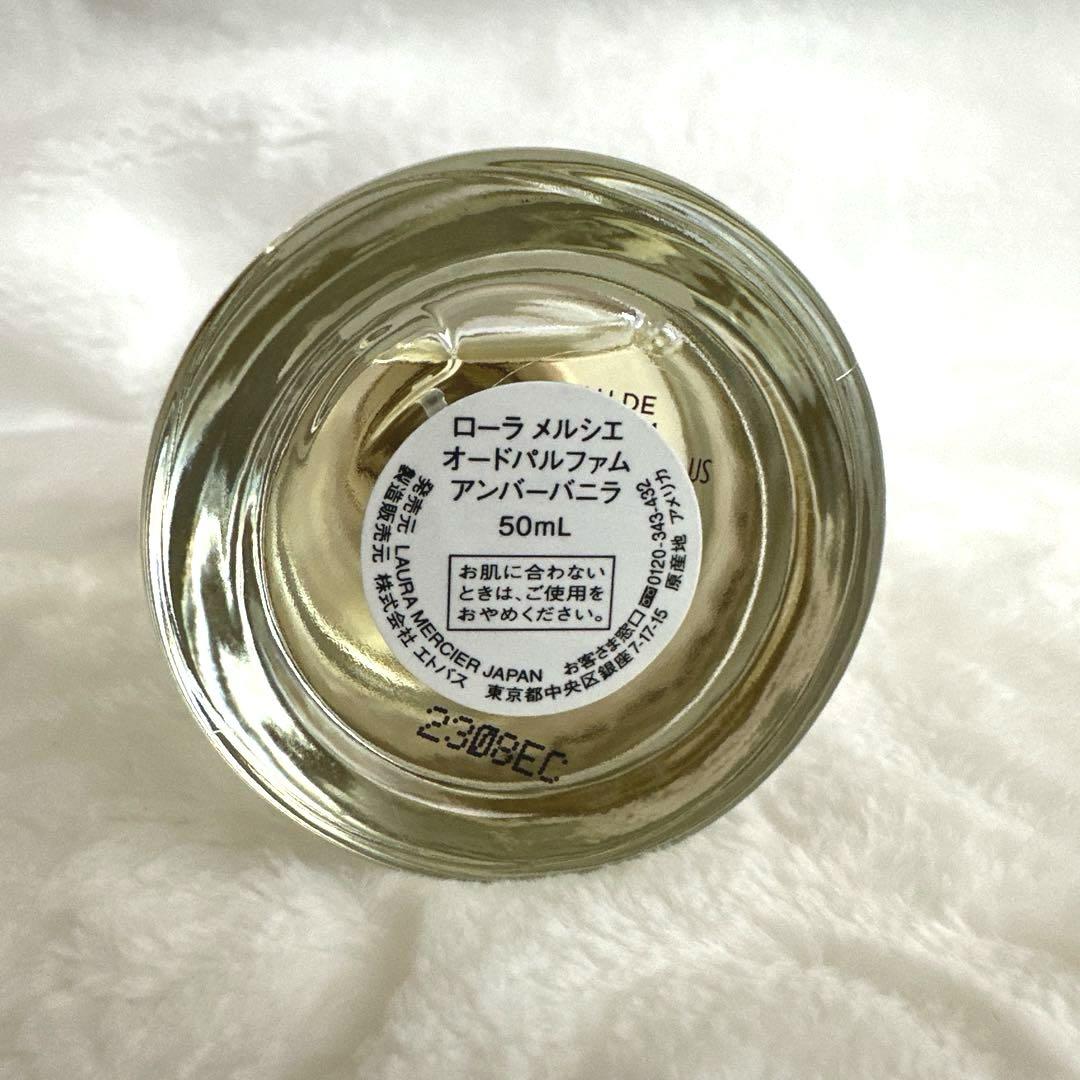 ローラ メルシエ
オードパルファム
アンバーバニラ
50mL
お肌に合わない
ときは、ご使用を
おやめください。
発売元 LAURA MERCIER JAPAN お客さま窓口 0120-343-432
製造販売元 株式会社 エトバス 東京都中央区銀座7-17-15 原産地 アメリカ
DE
US
2308EC